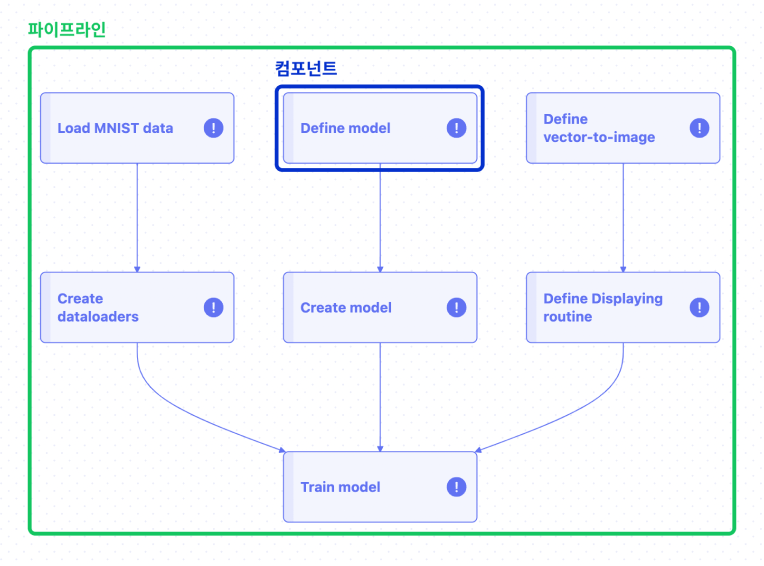 파이프라인
컴포넌트
Load MNIST data
Define model
Define
vector-to-image
Create
dataloaders
Create model
Define Displaying
routine
Train model